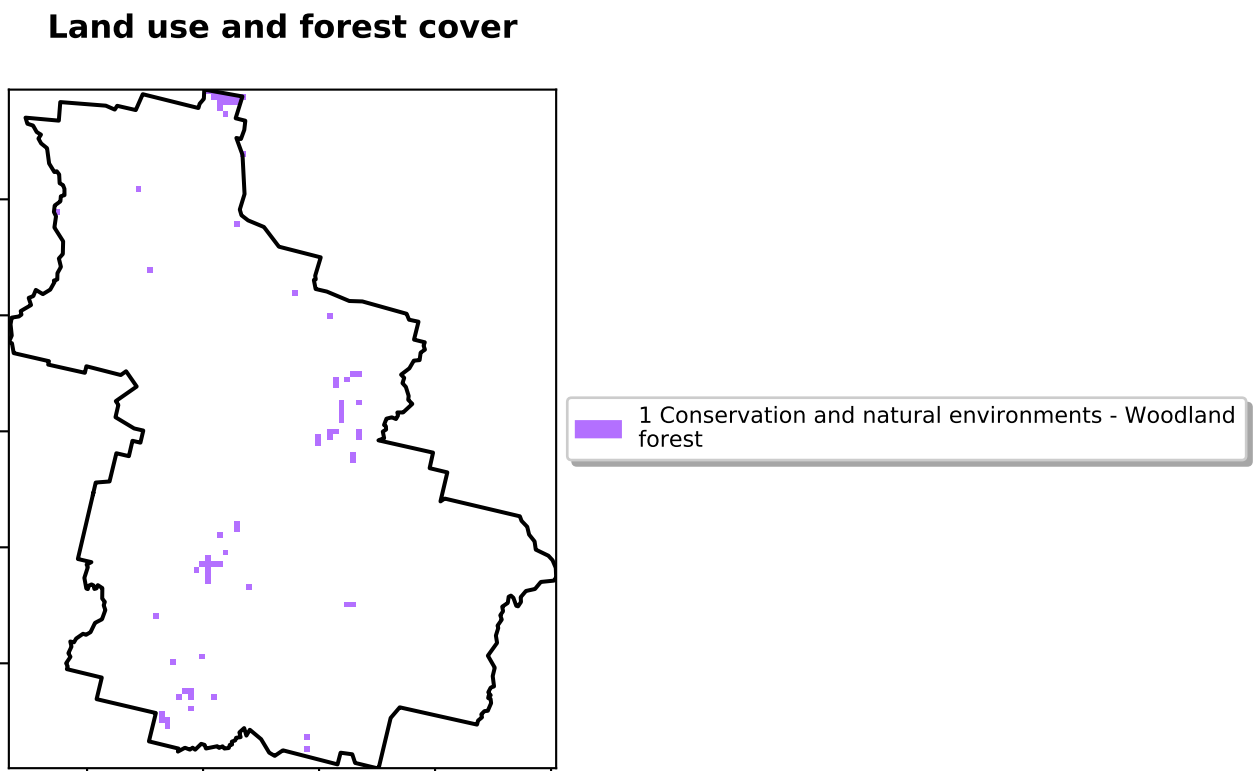 Land use and forest cover
1 Conservation and natural environments - Woodland
forest